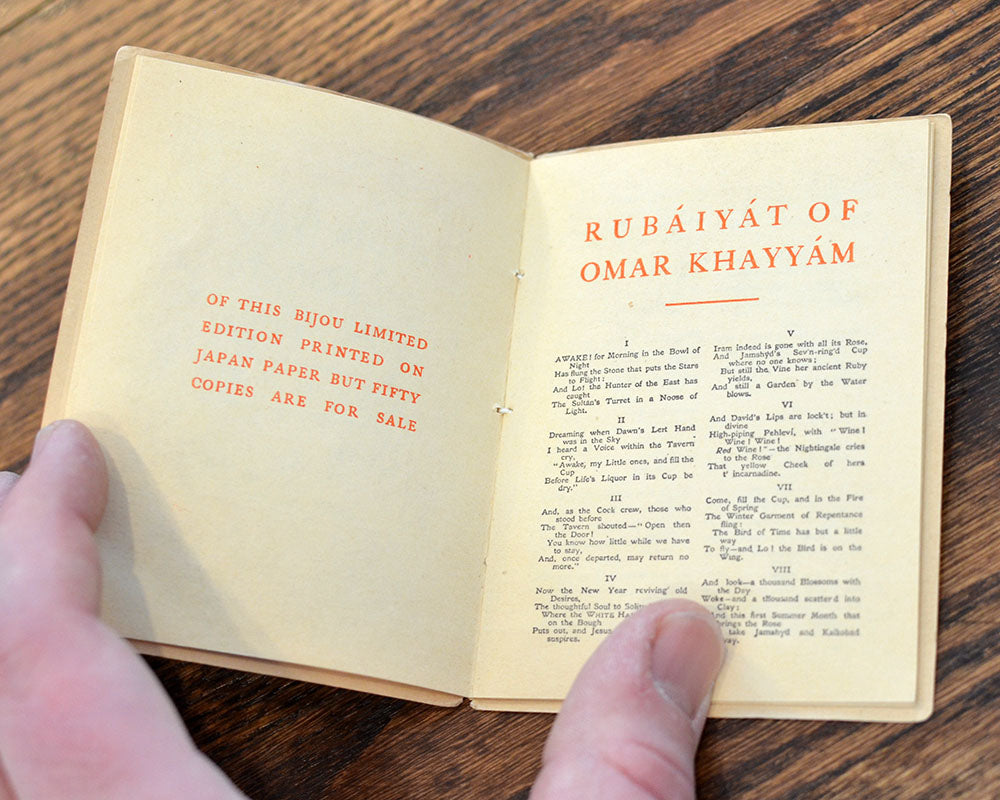 OF THIS BIJOU LIMITED
EDITION PRINTED ON
JAPAN PAPER BUT FIFTY
COPIES ARE FOR SALE
RUBÁIYÁT OF
OMAR KHAYYÁM
I
AWAKE! for Morning in the Bowl of
Night
Has flung the Stone that puts the Stars
to Flight:
And Lo! the Hunter of the East has
caught
The Sultán's Turret in a Noose of
Light.
II
Dreaming when Dawn's Left Hand
was in the Sky
I heard a Voice within the Tavern
cry,
"Awake, my Little ones, and fill the
Cup
Before Life's Liquor in its Cup be
dry."
III
And, as the Cock crew, those who
stood before
The Tavern shouted—"Open then
the Door!
You know how little while we have
to stay,
And, once departed, may return no
more."
IV
Now the New Year reviving old
Desires,
The thoughtful Soul to
Where the WHITE
on the Bough
Puts out, and Jesus
suspires.
V
Iram indeed is gone with all its Rose,
And Jamshýd's Sev'n-ring'd Cup
where no one knows;
But still the Vine her ancient Ruby
yields,
And still a Garden by the Water
blows.
VI
And David's Lips are lock't; but in
divine
High-piping Pehleví, with "Wine!
Wine! Wine!
Red Wine!"—the Nightingale cries
to the Rose
That yellow Cheek of hers
t' incarnadine.
VII
Come, fill the Cup, and in the Fire
of Spring
The Winter Garment of Repentance
fling:
The Bird of Time has but a little
way
To fly—and Lo! the Bird is on the
Wing.
VIII
And look—a thousand Blossoms with
the Day
Woke—and a thousand scatter'd into
Clay:
And this first Summer Month that
brings the Rose
take Jamshýd and Kaikobád